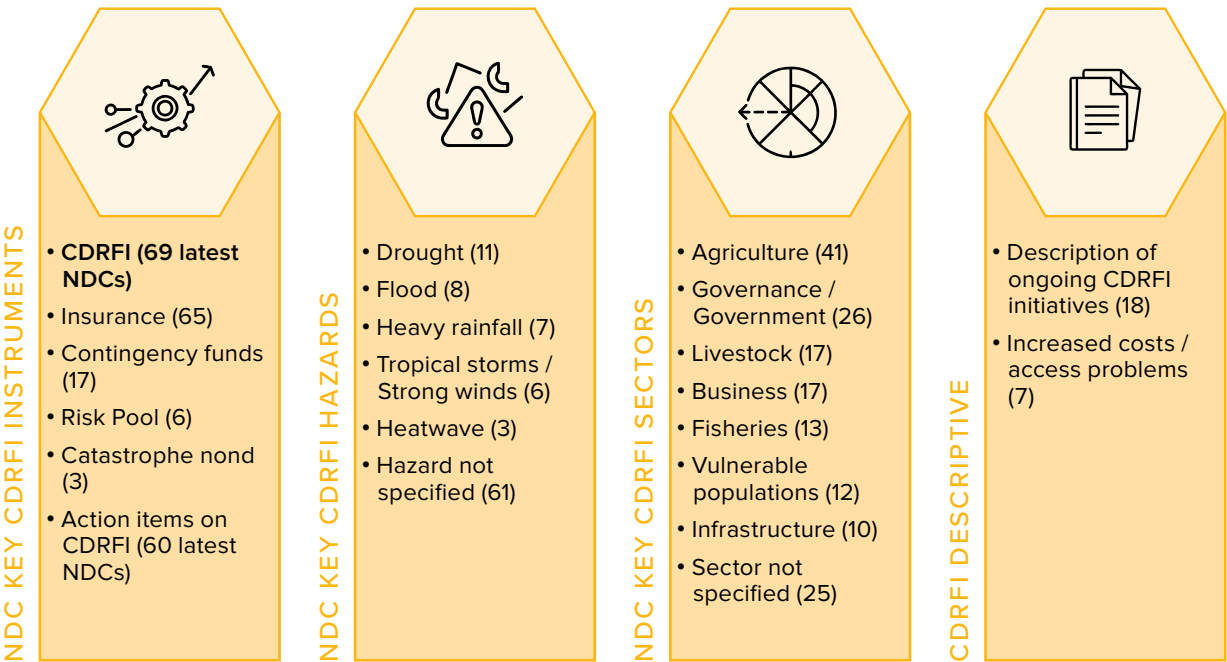 NDC KEY CDRFI INSTRUMENTS
• CDRFI (69 latest
NDCs)
• Insurance (65)
• Contingency funds
(17)
• Risk Pool (6)
• Catastrophe nond
(3)
• Action items on
CDRFI (60 latest
NDCs)
NDC KEY CDRFI HAZARDS
• Drought (11)
• Flood (8)
• Heavy rainfall (7)
• Tropical storms /
Strong winds (6)
• Heatwave (3)
• Hazard not
specified (61)
NDC KEY CDRFI SECTORS
• Agriculture (41)
• Governance /
Government (26)
• Livestock (17)
• Business (17)
• Fisheries (13)
• Vulnerable
populations (12)
• Infrastructure (10)
• Sector not
specified (25)
CDRFI DESCRIPTIVE
• Description of
ongoing CDRFI
initiatives (18)
• Increased costs /
access problems
(7)